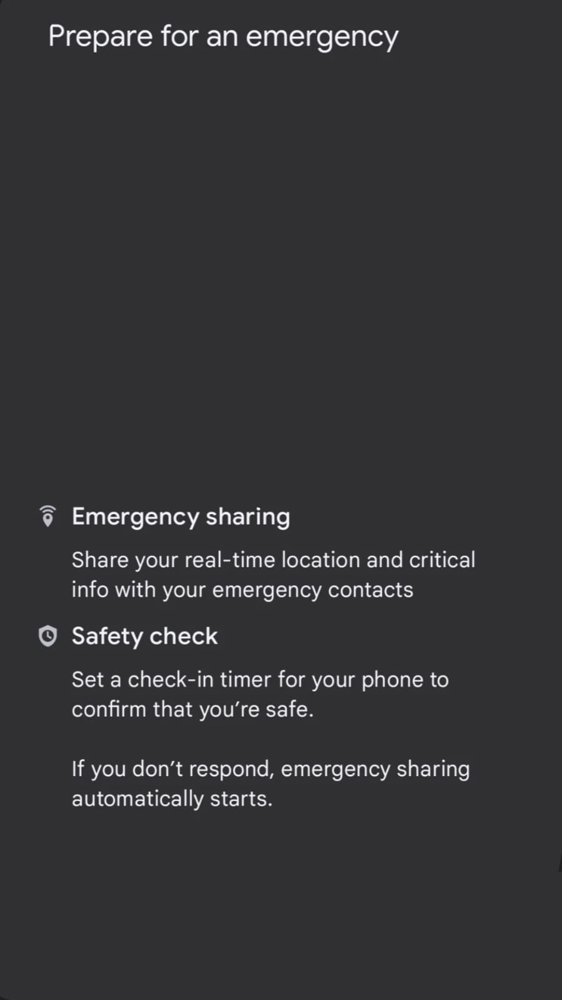 Prepare for an emergency
Emergency sharing
Share your real-time location and critical
info with your emergency contacts
Safety check
Set a check-in timer for your phone to
confirm that you’re safe.
If you don’t respond, emergency sharing
automatically starts.